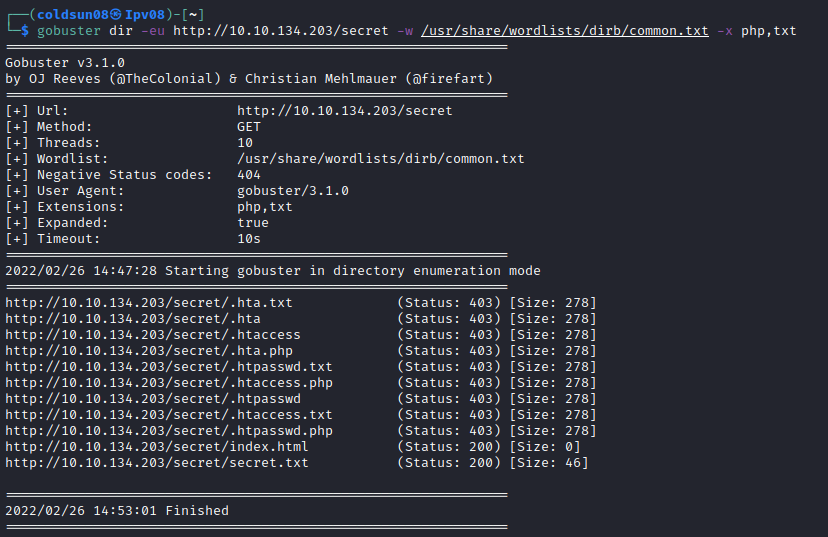 ┌──(coldsun08㉿Ipv08)-[~]
└─$ gobuster dir -eu http://10.10.134.203/secret -w /usr/share/wordlists/dirb/common.txt -x php,txt
===============================================================
Gobuster v3.1.0
by OJ Reeves (@TheColonial) & Christian Mehlmauer (@firefart)
===============================================================
[+] Url:                     http://10.10.134.203/secret
[+] Method:                  GET
[+] Threads:                 10
[+] Wordlist:                /usr/share/wordlists/dirb/common.txt
[+] Negative Status codes:   404
[+] User Agent:              gobuster/3.1.0
[+] Extensions:              php,txt
[+] Expanded:                true
[+] Timeout:                 10s
===============================================================
2022/02/26 14:47:28 Starting gobuster in directory enumeration mode
===============================================================
http://10.10.134.203/secret/.hta.txt             (Status: 403) [Size: 278]
http://10.10.134.203/secret/.hta                 (Status: 403) [Size: 278]
http://10.10.134.203/secret/.htaccess            (Status: 403) [Size: 278]
http://10.10.134.203/secret/.hta.php             (Status: 403) [Size: 278]
http://10.10.134.203/secret/.htpasswd.txt        (Status: 403) [Size: 278]
http://10.10.134.203/secret/.htaccess.php        (Status: 403) [Size: 278]
http://10.10.134.203/secret/.htpasswd            (Status: 403) [Size: 278]
http://10.10.134.203/secret/.htaccess.txt        (Status: 403) [Size: 278]
http://10.10.134.203/secret/.htpasswd.php        (Status: 403) [Size: 278]
http://10.10.134.203/secret/index.html           (Status: 200) [Size: 0]
http://10.10.134.203/secret/secret.txt           (Status: 200) [Size: 46]
===============================================================
2022/02/26 14:53:01 Finished
===============================================================